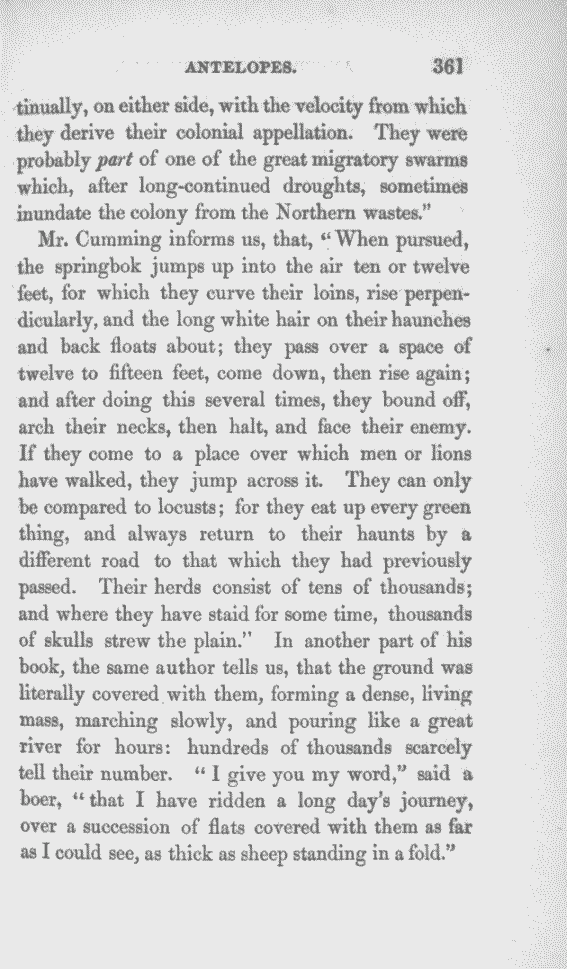 ANTELOPES. 361
tinually, on either side, with the velocity from which
they derive their colonial appellation. They were
probably part of one of the great migratory swarms
which, after long-continued droughts, sometimes
inundate the colony from the Northern wastes."
Mr. Cumming informs us, that, "When pursued,
the springbok jumps up into the air ten or twelve
feet, for which they curve their loins, rise perpen-
dicularly, and the long white hair on their haunches
and back floats about; they pass over a space of
twelve to fifteen feet, come down, then rise again;
and after doing this several times, they bound off,
arch their necks, then halt, and face their enemy.
If they come to a place over which men or lions
have walked, they jump across it. They can only
be compared to locusts; for they eat up every green
thing, and always return to their haunts by a
different road to that which they had previously
passed. Their herds consist of tens of thousands;
and where they have staid for some time, thousands
of skulls strew the plain." In another part of his
book, the same author tells us, that the ground was
literally covered with them, forming a dense, living
mass, marching slowly, and pouring like a great
river for hours: hundreds of thousands scarcely
tell their number. "I give you my word," said a
boer, "that I have ridden a long day's journey,
over a succession of flats covered with them as far
as I could see, as thick as sheep standing in a fold."